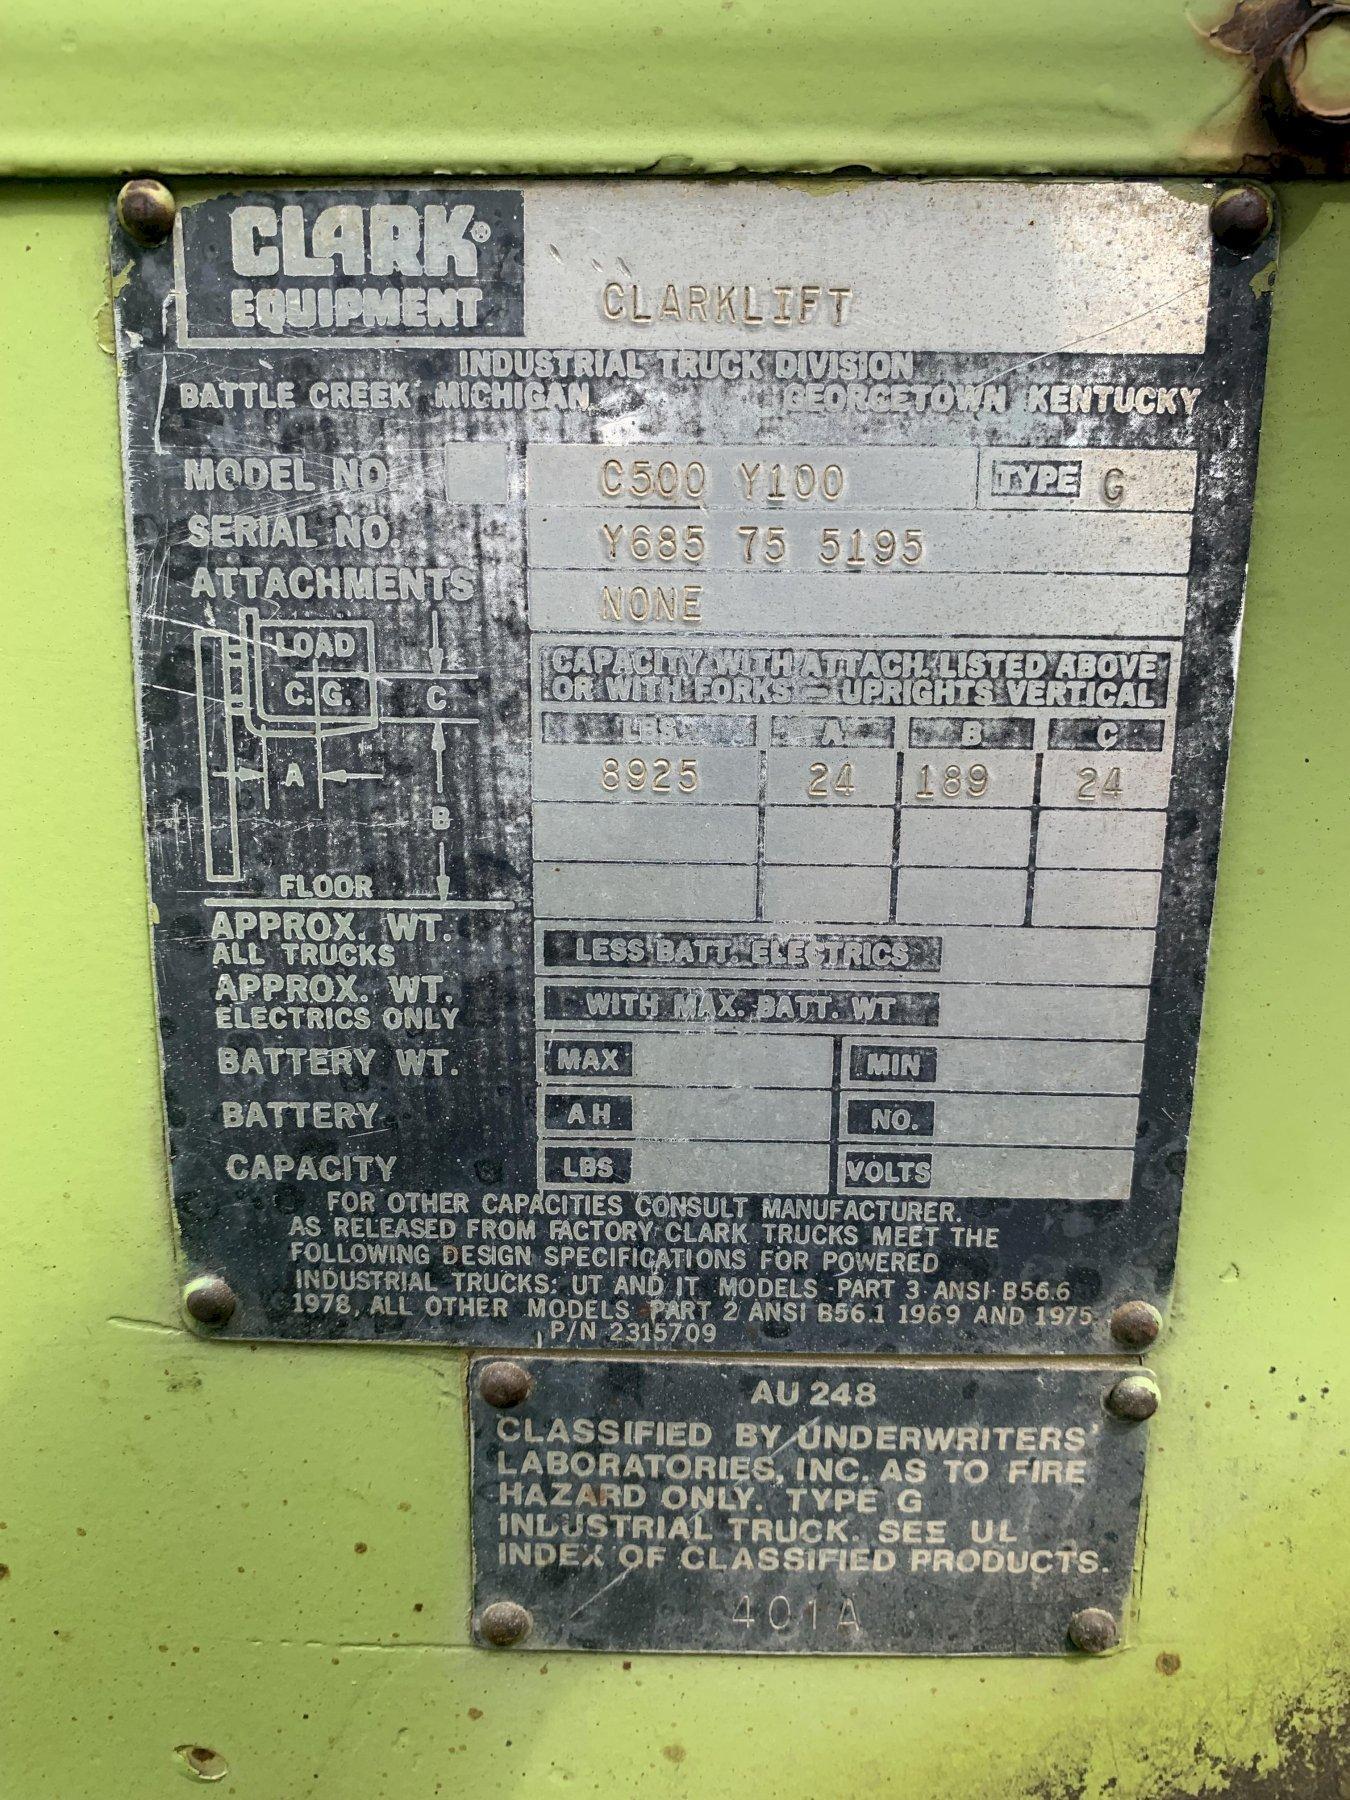 CLARK®
EQUIPMENT
CLARKLIFT
INDUSTRIAL TRUCK DIVISION
BATTLE CREEK MICHIGAN GEORGETOWN KENTUCKY
MODEL NO C500 Y100 TYPE G
SERIAL NO. Y685 75 5195
ATTACHMENTS NONE
LOAD
C. G.
C
A
B
FLOOR
CAPACITY WITH ATTACH. LISTED ABOVE
OR WITH FORKS — UPRIGHTS VERTICAL
LBS. A B C
8925 24 189 24
APPROX. WT.
ALL TRUCKS
LESS BATT. ELECTRICS
APPROX. WT.
ELECTRICS ONLY
WITH MAX. BATT. WT
BATTERY WT. MAX MIN
BATTERY AH NO.
CAPACITY LBS VOLTS
FOR OTHER CAPACITIES CONSULT MANUFACTURER.
AS RELEASED FROM FACTORY CLARK TRUCKS MEET THE
FOLLOWING DESIGN SPECIFICATIONS FOR POWERED
INDUSTRIAL TRUCKS: UT AND IT MODELS PART 3 ANSI B56.6
1978, ALL OTHER MODELS PART 2 ANSI B56.1 1969 AND 1975.
P/N 2315709
AU 248
CLASSIFIED BY UNDERWRITERS'
LABORATORIES, INC. AS TO FIRE
HAZARD ONLY. TYPE G
INDUSTRIAL TRUCK. SEE UL
INDEX OF CLASSIFIED PRODUCTS.
401A